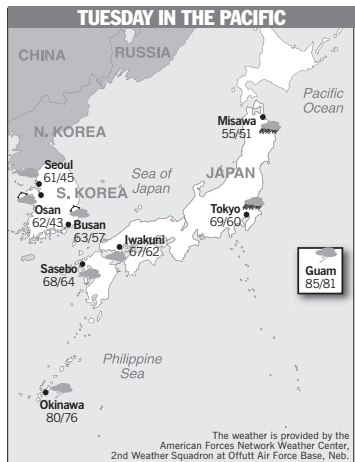 TUESDAY IN THE PACIFIC
CHINA
RUSSIA
Pacific
Ocean
Misawa
55/51
N. KOREA
Seoul
61/45
Sea of
Japan
JAPAN
S. KOREA
Osan
62/43
Busan
63/57
Tokyo
69/60
Iwakuni
67/62
Sasebo
68/64
Guam
85/81
Philippine
Sea
Okinawa
80/76
The weather is provided by the
American Forces Network Weather Center,
2nd Weather Squadron at Offutt Air Force Base, Neb.